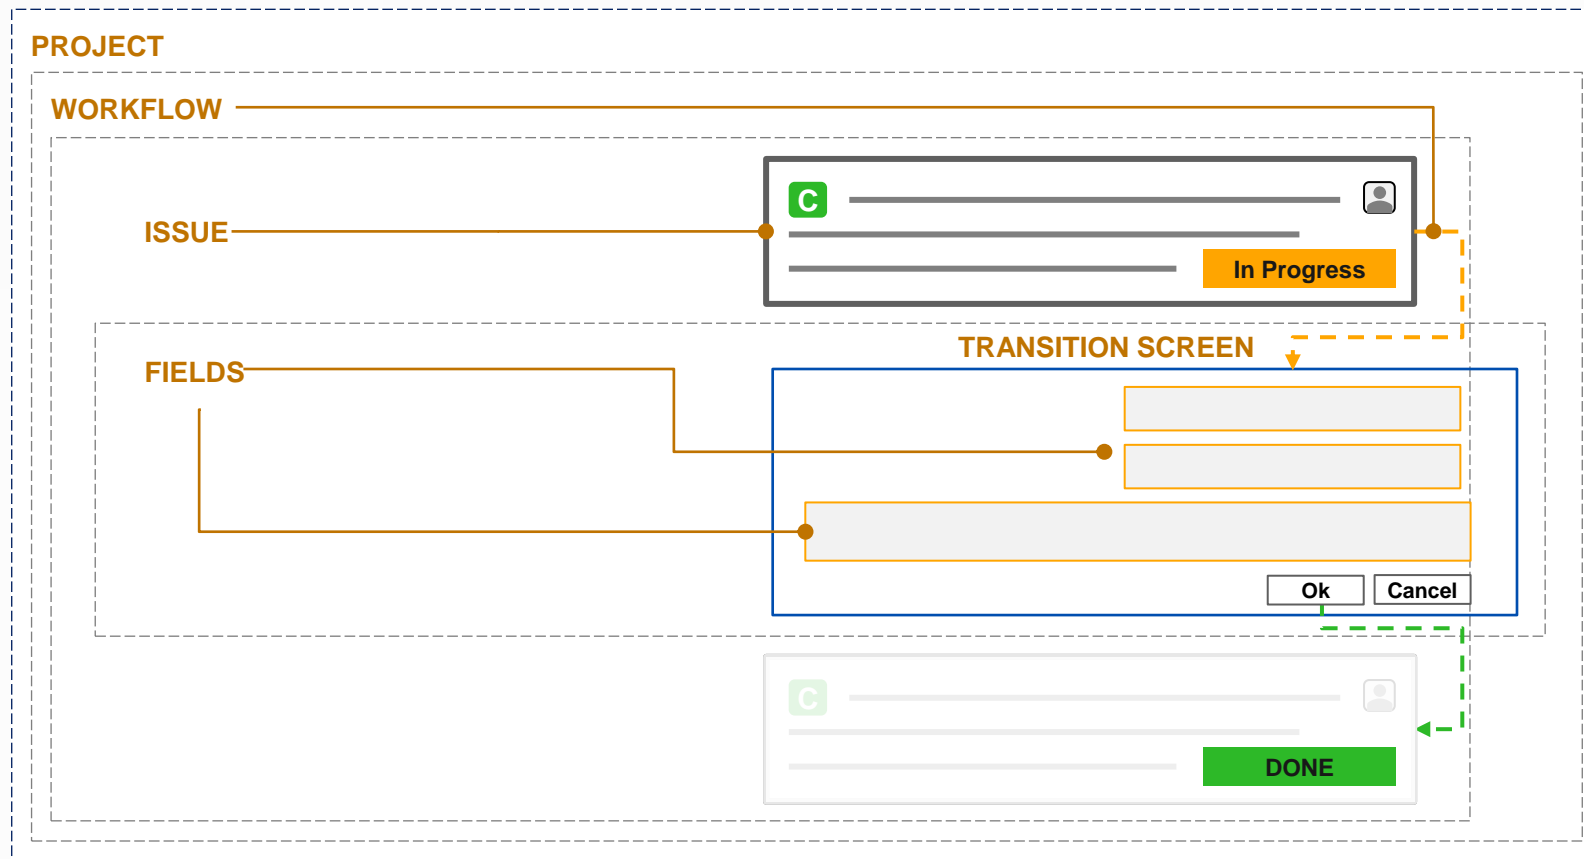 PROJECT
WORKFLOW
C
ISSUE
In Progress
TRANSITION SCREEN
FIELDS
Ok
Cancel
C
DONE